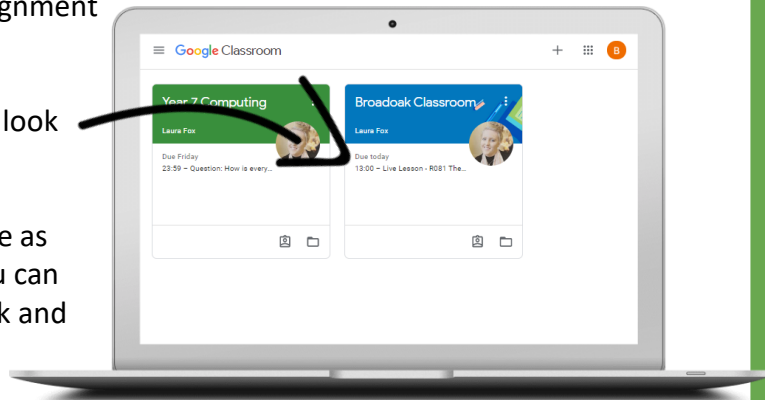 gnment
Google Classroom
B
look
Year 7 Computing
Laura Fox
Due Friday
23:59 – Question: How is every...
Broadoak Classroom
Laura Fox
Due today
13:00 – Live Lesson - R081 The...
e as
u can
k and